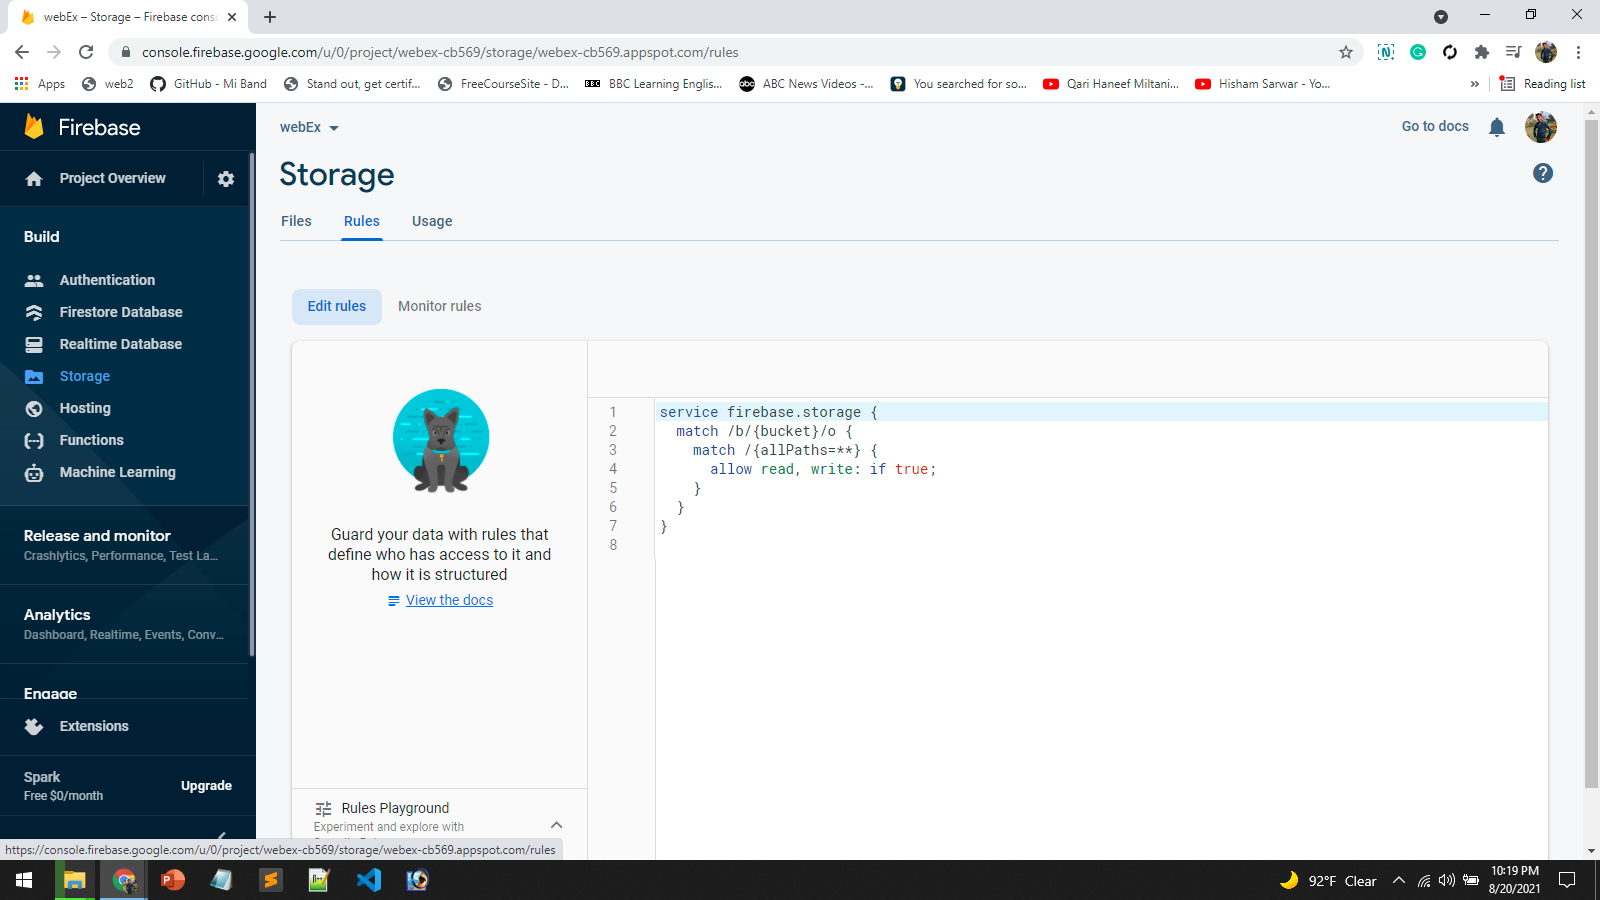 webEx – Storage – Firebase cons
console.firebase.google.com/u/0/project/webex-cb569/storage/webex-cb569.appspot.com/rules
Apps web2 GitHub - Mi Band Stand out, get certif... FreeCourseSite - D... BBC BBC Learning Englis... abc ABC News Videos -... You searched for so... Qari Haneef Miltani... Hisham Sarwar - Yo... » Reading list
Firebase
Project Overview
Build
Authentication
Firestore Database
Realtime Database
Storage
Hosting
Functions
Machine Learning
Release and monitor
Crashlytics, Performance, Test La...
Analytics
Dashboard, Realtime, Events, Conv...
Engage
Extensions
Spark
Free $0/month
Upgrade
webEx
Go to docs
Storage
?
Files Rules Usage
Edit rules Monitor rules
Guard your data with rules that
define who has access to it and
how it is structured
View the docs
Rules Playground
Experiment and explore with
1 service firebase.storage {
2 match /b/{bucket}/o {
3 match /{allPaths=**} {
4 allow read, write: if true;
5 }
6 }
7 }
8
https://console.firebase.google.com/u/0/project/webex-cb569/storage/webex-cb569.appspot.com/rules
92°F Clear
10:19 PM
8/20/2021